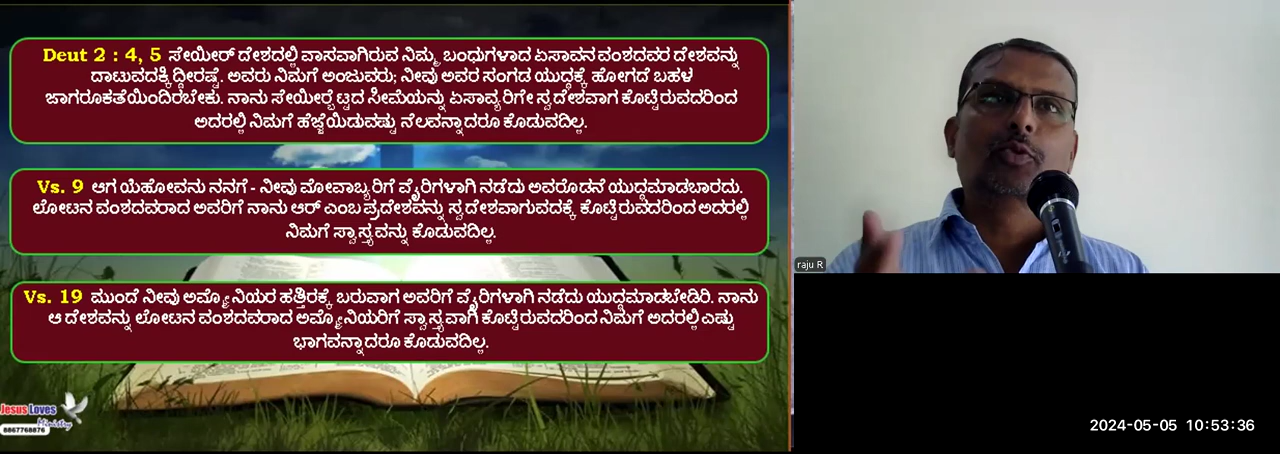 Deut 2 : 4, 5 ಸೇಯೀರ್ ದೇಶದಲ್ಲಿ ವಾಸವಾಗಿರುವ ನಿಮ್ಮ ಬಂಧುಗಳಾದ ಏಸಾವನ ವಂಶದವರ ದೇಶವನ್ನು
ದಾಟುವದಕ್ಕಿದ್ದೀರಷ್ಟೆ. ಅವರು ನಿಮಗೆ ಅಂಜುವರು; ನೀವು ಅವರ ಸಂಗಡ ಯುದ್ಧಕ್ಕೆ ಹೋಗದೆ ಬಹಳ
ಜಾಗರೂಕತೆಯಿಂದಿರಬೇಕು. ನಾನು ಸೇಯೀರ್‍ಬೆಟ್ಟದ ಸೀಮೆಯನ್ನು ಏಸಾವ್ಯರಿಗೇ ಸ್ವದೇಶವಾಗ ಕೊಟ್ಟಿರುವದರಿಂದ
ಅದರಲ್ಲಿ ನಿಮಗೆ ಹೆಜ್ಜೆಯಿಡುವಷ್ಟು ನೆಲವನ್ನಾದರೂ ಕೊಡುವದಿಲ್ಲ.
Vs. 9 ಆಗ ಯೆಹೋವನು ನನಗೆ - ನೀವು ಮೋವಾಬ್ಯರಿಗೆ ವೈರಿಗಳಾಗಿ ನಡೆದು ಅವರೊಡನೆ ಯುದ್ಧಮಾಡಬಾರದು.
ಲೋಟನ ವಂಶದವರಾದ ಅವರಿಗೆ ನಾನು ಆರ್ ಎಂಬ ಪ್ರದೇಶವನ್ನು ಸ್ವದೇಶವಾಗುವದಕ್ಕೆ ಕೊಟ್ಟಿರುವದರಿಂದ ಅದರಲ್ಲಿ
ನಿಮಗೆ ಸ್ವಾಸ್ತ್ಯವನ್ನು ಕೊಡುವದಿಲ್ಲ.
Vs. 19 ಮುಂದೆ ನೀವು ಅಮ್ಮೋನಿಯರ ಹತ್ತಿರಕ್ಕೆ ಬರುವಾಗ ಅವರಿಗೆ ವೈರಿಗಳಾಗಿ ನಡೆದು ಯುದ್ಧಮಾಡಬೇಡಿರಿ. ನಾನು
ಆ ದೇಶವನ್ನು ಲೋಟನ ವಂಶದವರಾದ ಅಮ್ಮೋನಿಯರಿಗೆ ಸ್ವಾಸ್ತ್ಯವಾಗಿ ಕೊಟ್ಟಿರುವದರಿಂದ ನಿಮಗೆ ಅದರಲ್ಲಿ ಎಷ್ಟು
ಭಾಗವನ್ನಾದರೂ ಕೊಡುವದಿಲ್ಲ.
Jesus Loves
Ministry
8867768876
raju R
2024-05-05 10:53:36